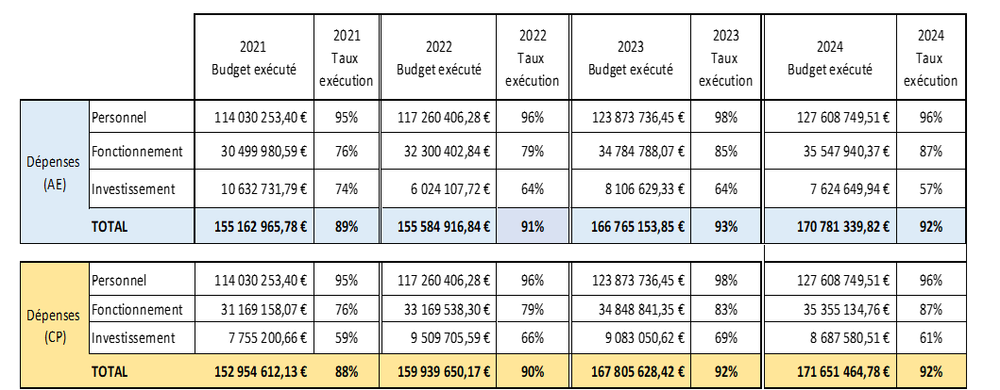 2021 Budget exécuté 2021 Taux exécution 2022 Budget exécuté 2022 Taux exécution 2023 Budget exécuté 2023 Taux exécution 2024 Budget exécuté 2024 Taux exécution
Dépenses (AE)
Personnel 114 030 253,40 € 95% 117 260 406,28 € 96% 123 873 736,45 € 98% 127 608 749,51 € 96%
Fonctionnement 30 499 980,59 € 76% 32 300 402,84 € 79% 34 784 788,07 € 85% 35 547 940,37 € 87%
Investissement 10 632 731,79 € 74% 6 024 107,72 € 64% 8 106 629,33 € 64% 7 624 649,94 € 57%
TOTAL 155 162 965,78 € 89% 155 584 916,84 € 91% 166 765 153,85 € 93% 170 781 339,82 € 92%
Dépenses (CP)
Personnel 114 030 253,40 € 95% 117 260 406,28 € 96% 123 873 736,45 € 98% 127 608 749,51 € 96%
Fonctionnement 31 169 158,07 € 76% 33 169 538,30 € 79% 34 848 841,35 € 83% 35 355 134,76 € 87%
Investissement 7 755 200,66 € 59% 9 509 705,59 € 66% 9 083 050,62 € 69% 8 687 580,51 € 61%
TOTAL 152 954 612,13 € 88% 159 939 650,17 € 90% 167 805 628,42 € 92% 171 651 464,78 € 92%